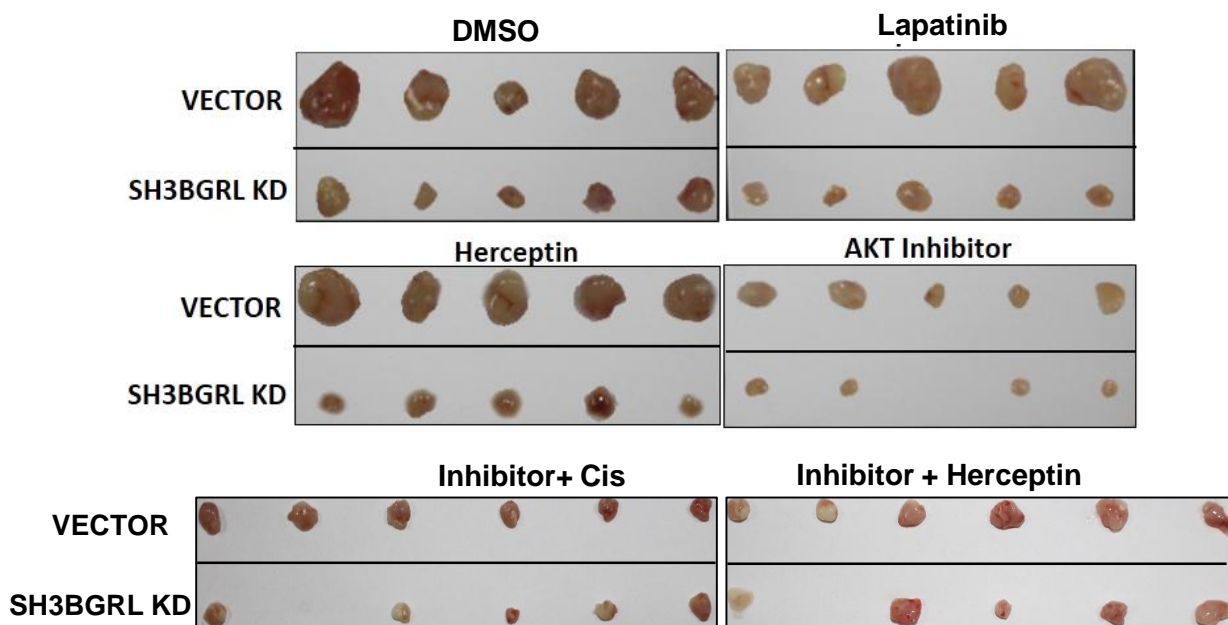 DMSO
Lapatinib
VECTOR
SH3BGRL KD
Herceptin
AKT Inhibitor
VECTOR
SH3BGRL KD
Inhibitor+ Cis
Inhibitor + Herceptin
VECTOR
SH3BGRL KD